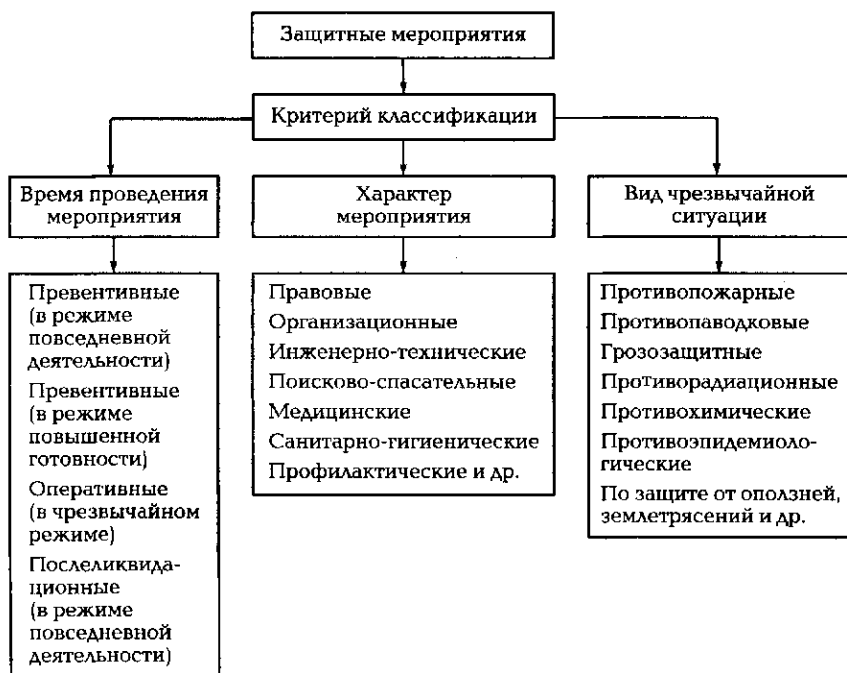 Защитные мероприятия
Критерий классификации
Время проведения
мероприятия
Превентивные
(в режиме
повседневной
деятельности)
Превентивные
(в режиме
повышенной
готовности)
Оперативные
(в чрезвычайном
режиме)
Послеликвида-
ционные
(в режиме
повседневной
деятельности)
Характер
мероприятия
Правовые
Организационные
Инженерно-технические
Поисково-спасательные
Медицинские
Санитарно-гигиенические
Профилактические и др.
Вид чрезвычайной
ситуации
Противопожарные
Противопаводковые
Грозозащитные
Противорадиационные
Противохимические
Противоэпидемиоло-
гические
По защите от оползней,
землетрясений и др.